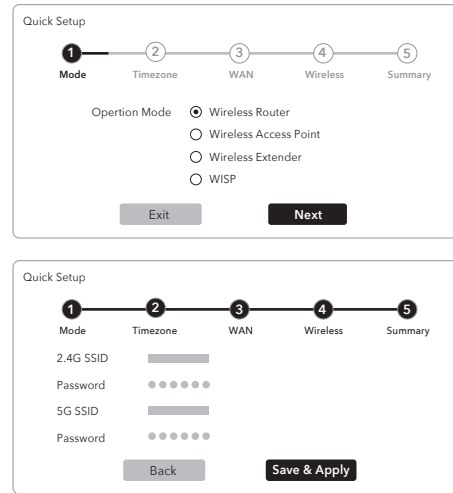 Quick Setup
1 2 3 4 5
Mode Timezone WAN Wireless Summary
Opertion Mode Wireless Router
Wireless Access Point
Wireless Extender
WISP
Exit Next
Quick Setup
1 2 3 4 5
Mode Timezone WAN Wireless Summary
2.4G SSID
Password
5G SSID
Password
Back Save & Apply